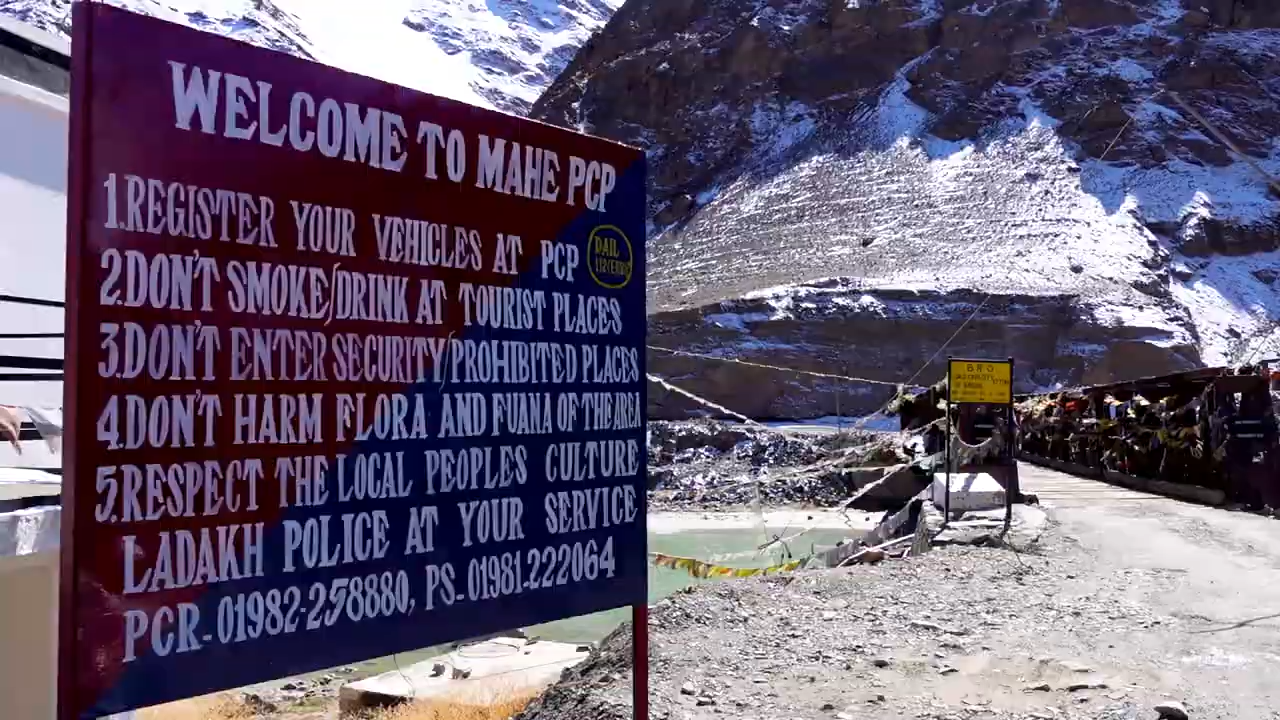 WELCOME TO MAHE PCP
1.REGISTER YOUR VEHICLES AT PCP
DAIL
2.DON'T SMOKE/DRINK AT TOURIST PLACES
3.DON'T ENTER SECURITY/PROHIBITED PLACES
4.DON'T HARM FLORA AND FUANA OF THE AREA
5.RESPECT THE LOCAL PEOPLES CULTURE
LADAKH POLICE AT YOUR SERVICE
PCR-01982-258880, PS-01981-222064
B R O